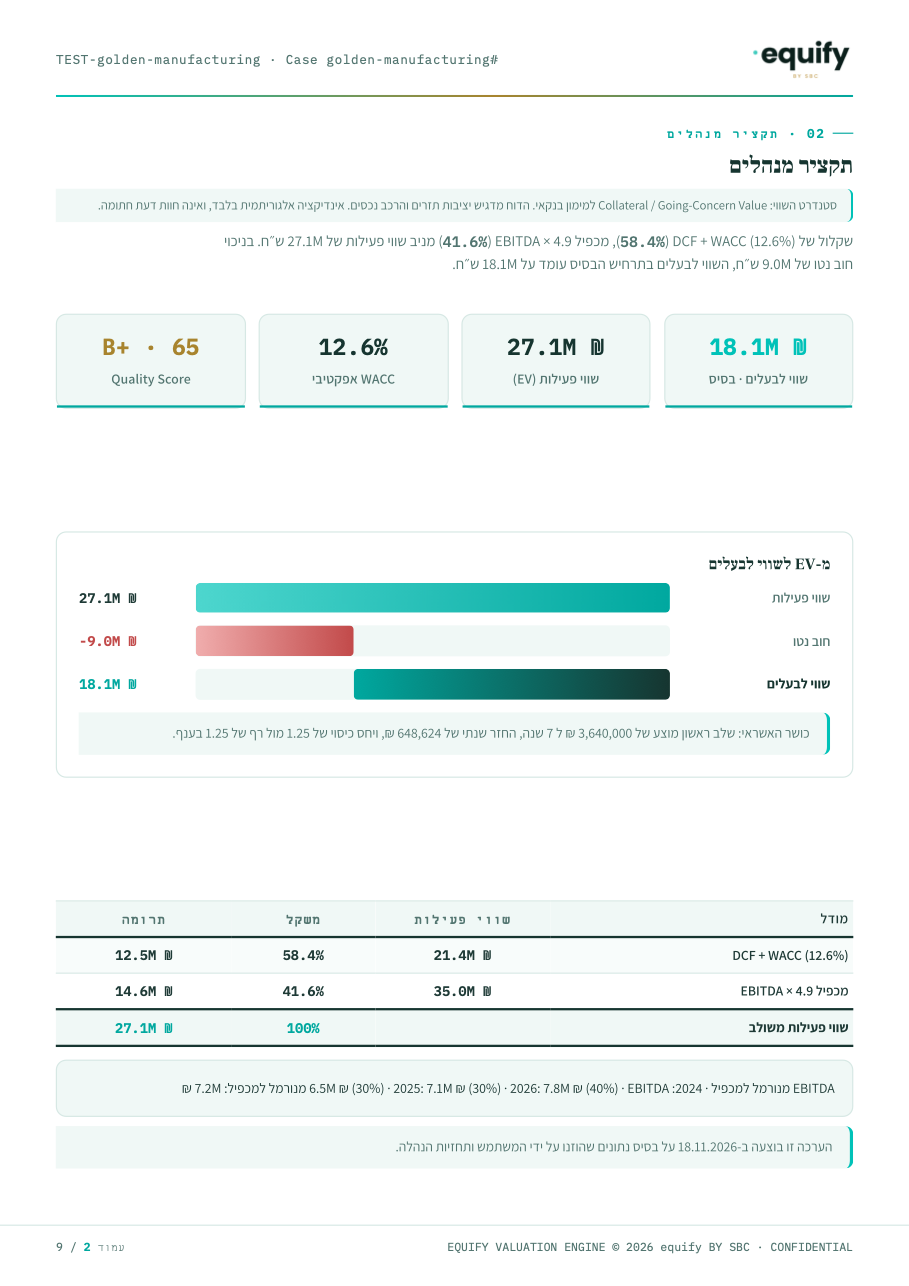 TEST-golden-manufacturing · Case golden-manufacturing#
equify
BY SBC
02 · תקציר מנהלים
תקציר מנהלים
סטנדרט השווי: Collateral / Going-Concern Value למימון בנקאי. הדוח מדגיש יציבות תזרים והרכב נכסים. אינדיקציה אלגוריתמית בלבד, ואינה חוות דעת חתומה.
שקלול של DCF + WACC (12.6%) (58.4%), מכפיל EBITDA × 4.9 (41.6%) מניב שווי פעילות של 27.1M ש״ח. בניכוי
חוב נטו של 9.0M ש״ח, השווי לבעלים בתרחיש הבסיס עומד על 18.1M ש״ח.
18.1M ₪
שווי לבעלים · בסיס
27.1M ₪
שווי פעילות (EV)
12.6%
WACC אפקטיבי
B+ · 65
Quality Score
מ-EV לשווי לבעלים
שווי פעילות 27.1M ₪
חוב נטו -9.0M ₪
שווי לבעלים 18.1M ₪
כושר האשראי: שלב ראשון מוצע של 3,640,000 ₪ ל 7 שנה, החזר שנתי של 648,624 ₪, ויחס כיסוי של 1.25 מול רף של 1.25 בענף.
מודל שווי פעילות משקל תרומה
DCF + WACC (12.6%) 21.4M ₪ 58.4% 12.5M ₪
מכפיל EBITDA × 4.9 35.0M ₪ 41.6% 14.6M ₪
שווי פעילות משולב 100% 27.1M ₪
EBITDA מנורמל למכפיל · EBITDA :2024 · 2026: 7.8M ₪ (40%) · 2025: 7.1M ₪ (30%) · 6.5M ₪ (30%) מנורמל למכפיל: 7.2M ₪
הערכה זו בוצעה ב-18.11.2026 על בסיס נתונים שהוזנו על ידי המשתמש ותחזיות הנהלה.
EQUIFY VALUATION ENGINE © 2026 equify BY SBC · CONFIDENTIAL
עמוד 2 / 9